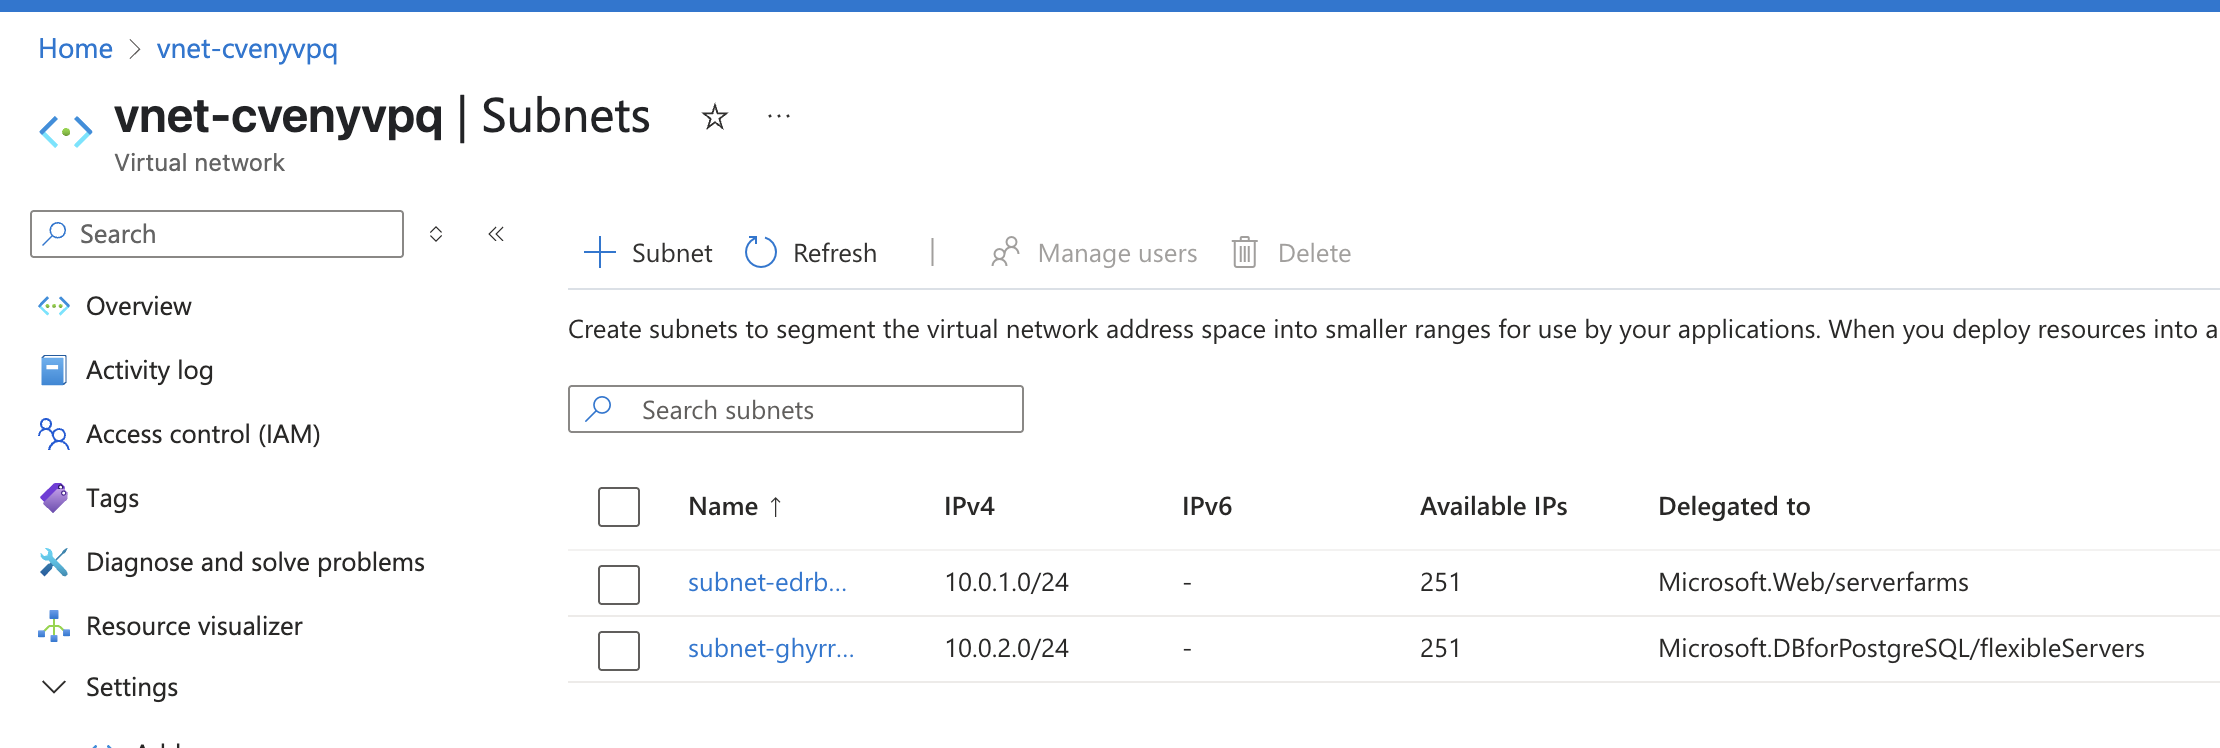 Home > vnet-cvenyvpq
vnet-cvenyvpq | Subnets ☆ ...
Virtual network
Search
+ Subnet Refresh | Manage users Delete
Overview
Activity log
Access control (IAM)
Tags
Diagnose and solve problems
Resource visualizer
Settings
Create subnets to segment the virtual network address space into smaller ranges for use by your applications. When you deploy resources into a
Search subnets
Name ↑ IPv4 IPv6 Available IPs Delegated to
subnet-edrb... 10.0.1.0/24 - 251 Microsoft.Web/serverfarms
subnet-ghyrr... 10.0.2.0/24 - 251 Microsoft.DBforPostgreSQL/flexibleServers